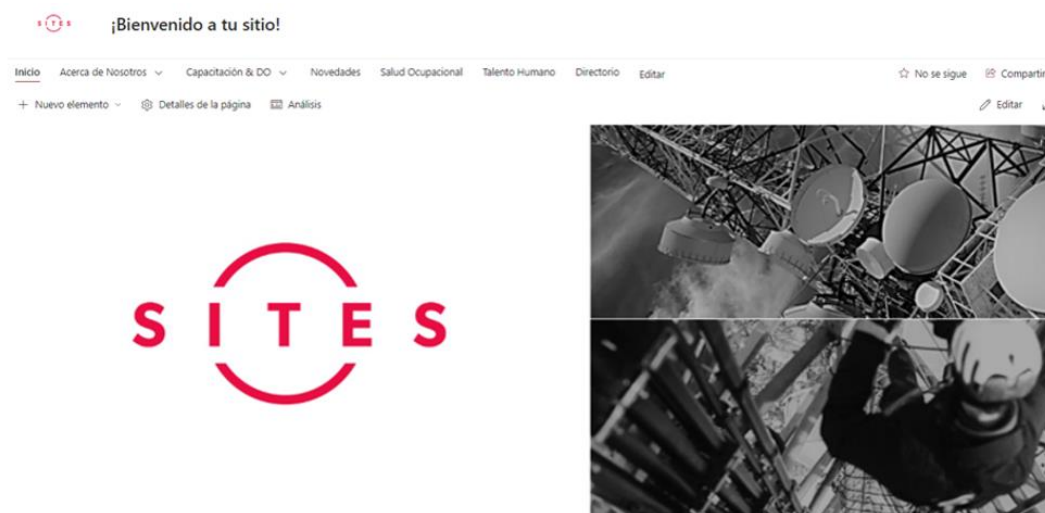 SITES ¡Bienvenido a tu sitio!
Inicio Acerca de Nosotros Capacitación & DO Novedades Salud Ocupacional Talento Humano Directorio Editar No se sigue Compartir
+ Nuevo elemento Detalles de la página Análisis Editar
SITES